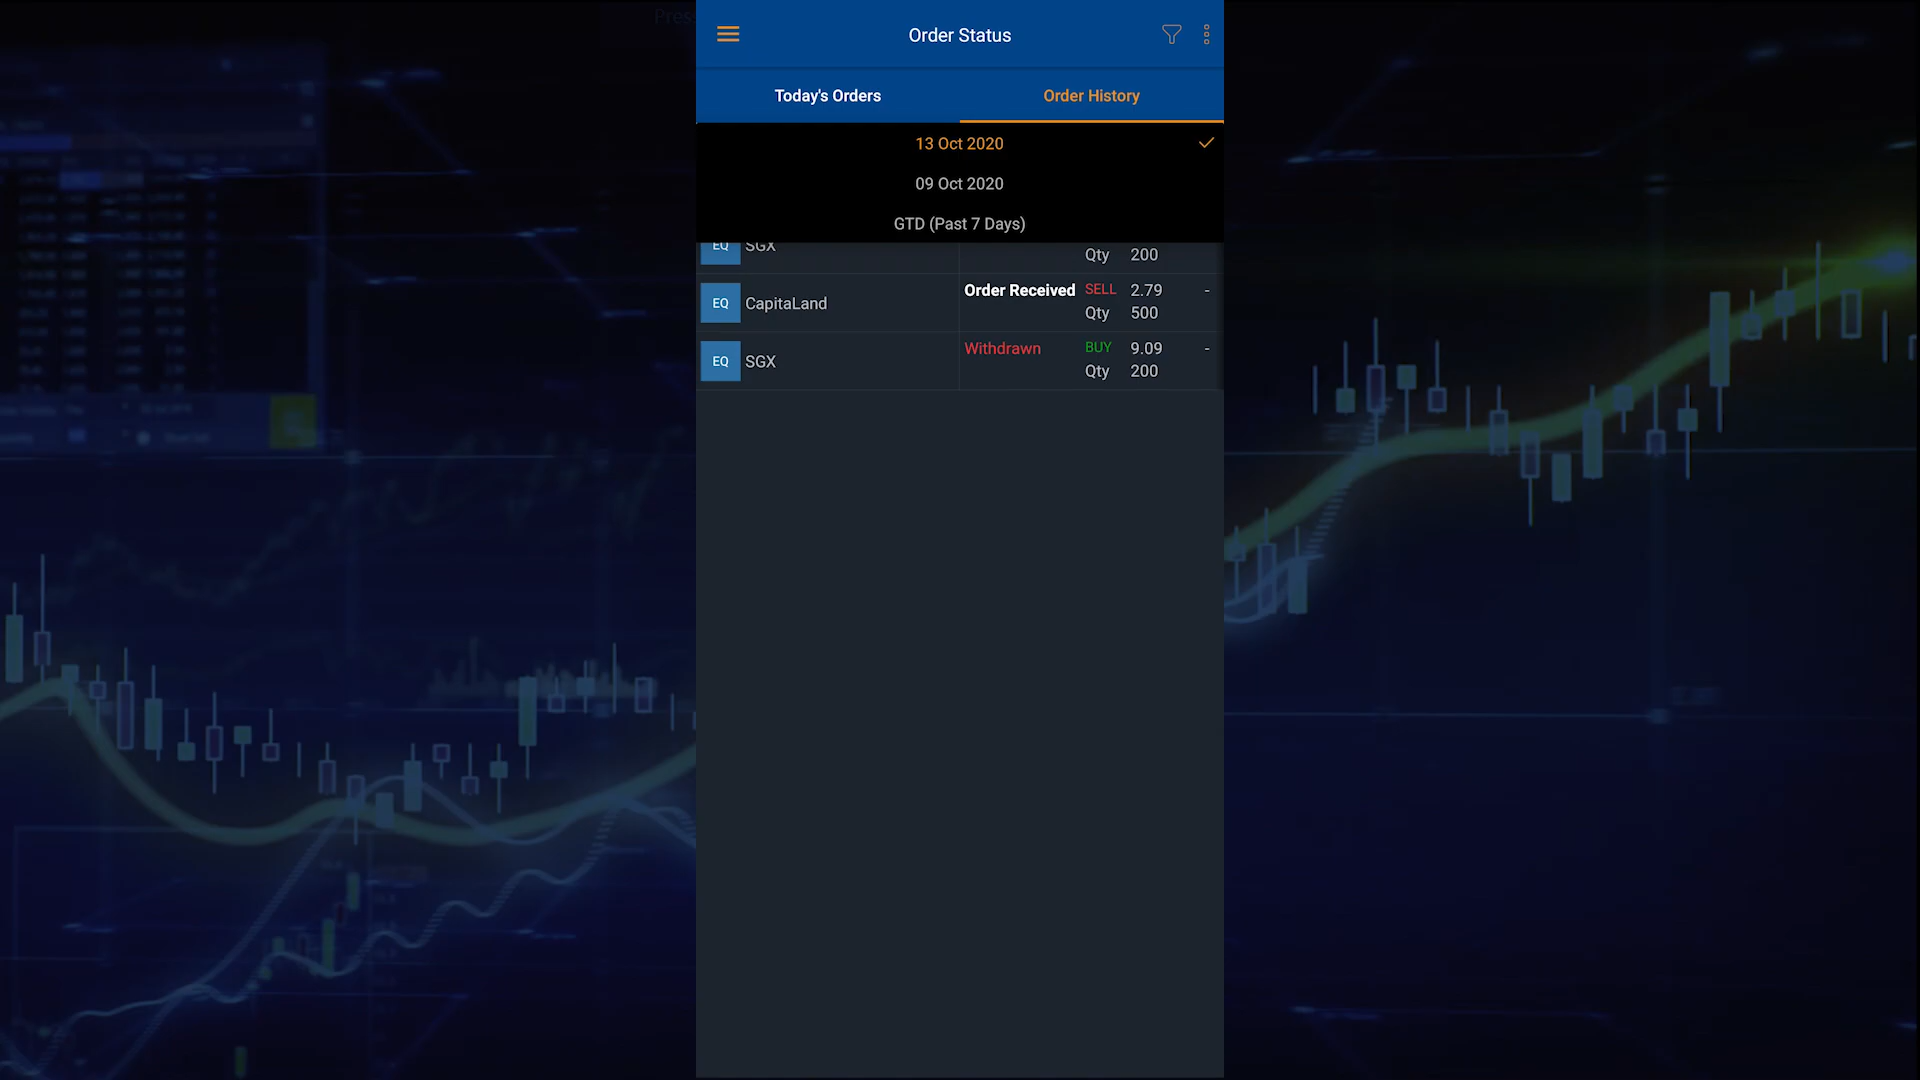 Order Status
Today's Orders Order History
13 Oct 2020
09 Oct 2020
GTD (Past 7 Days)
EQ SGX
Qty 200
EQ CapitaLand Order Received SELL 2.79 -
Qty 500
EQ SGX Withdrawn BUY 9.09 -
Qty 200